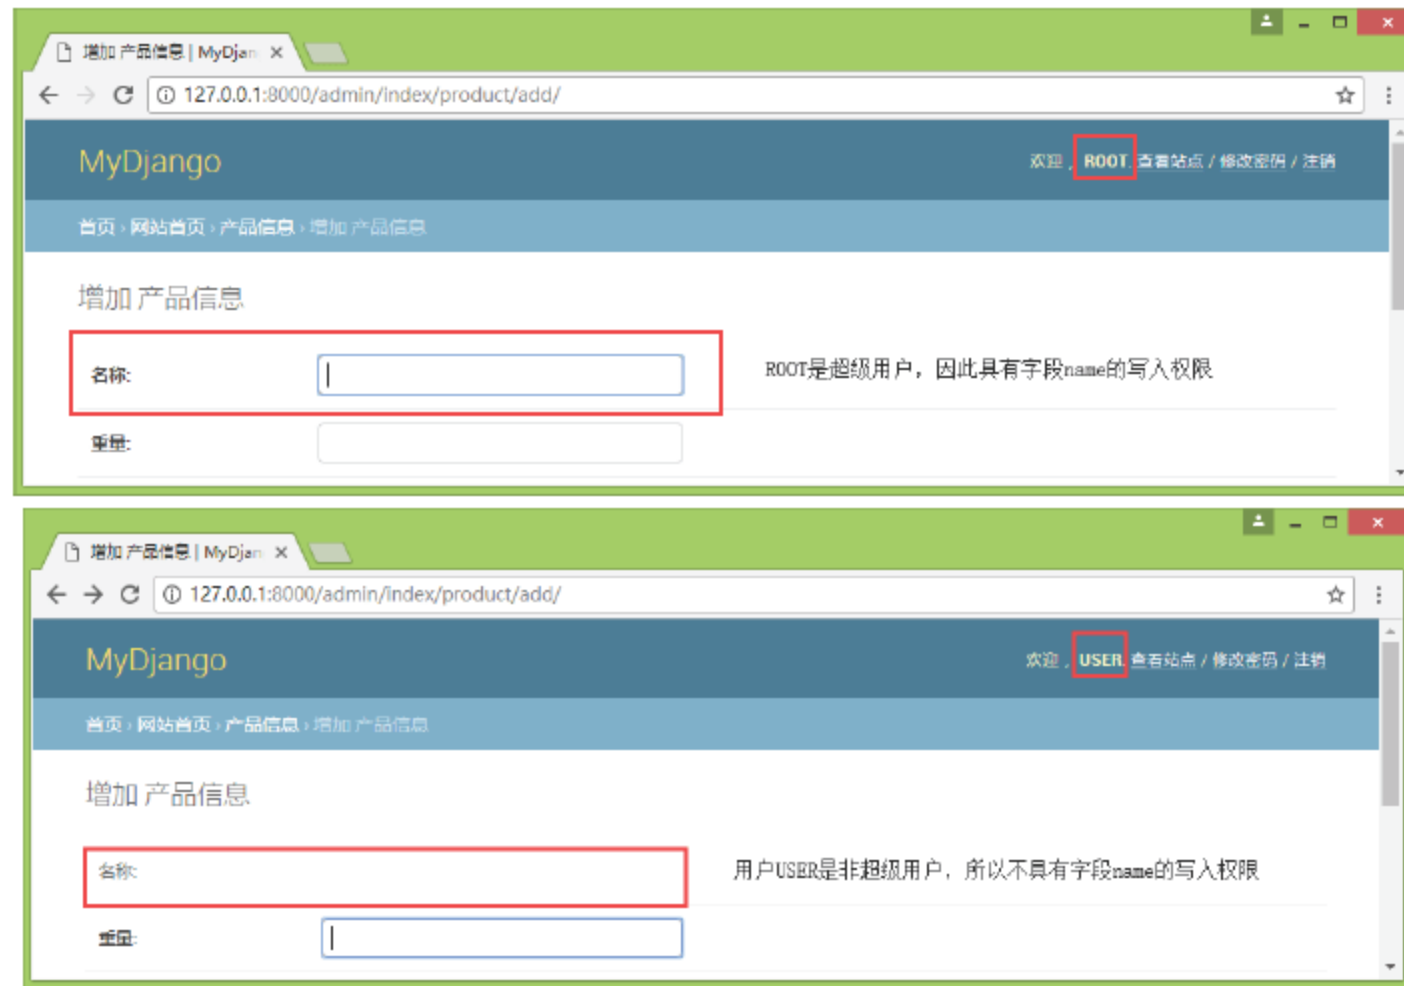 增加 产品信息 | MyDjan
127.0.0.1:8000/admin/index/product/add/
MyDjango
欢迎, ROOT. 查看站点 / 修改密码 / 注销
首页 › 网站首页 › 产品信息 › 增加 产品信息
增加 产品信息
名称:
ROOT是超级用户，因此具有字段name的写入权限
重量:
增加 产品信息 | MyDjan
127.0.0.1:8000/admin/index/product/add/
MyDjango
欢迎, USER. 查看站点 / 修改密码 / 注销
首页 › 网站首页 › 产品信息 › 增加 产品信息
增加 产品信息
名称:
用户USER是非超级用户，所以不具有字段name的写入权限
重量: